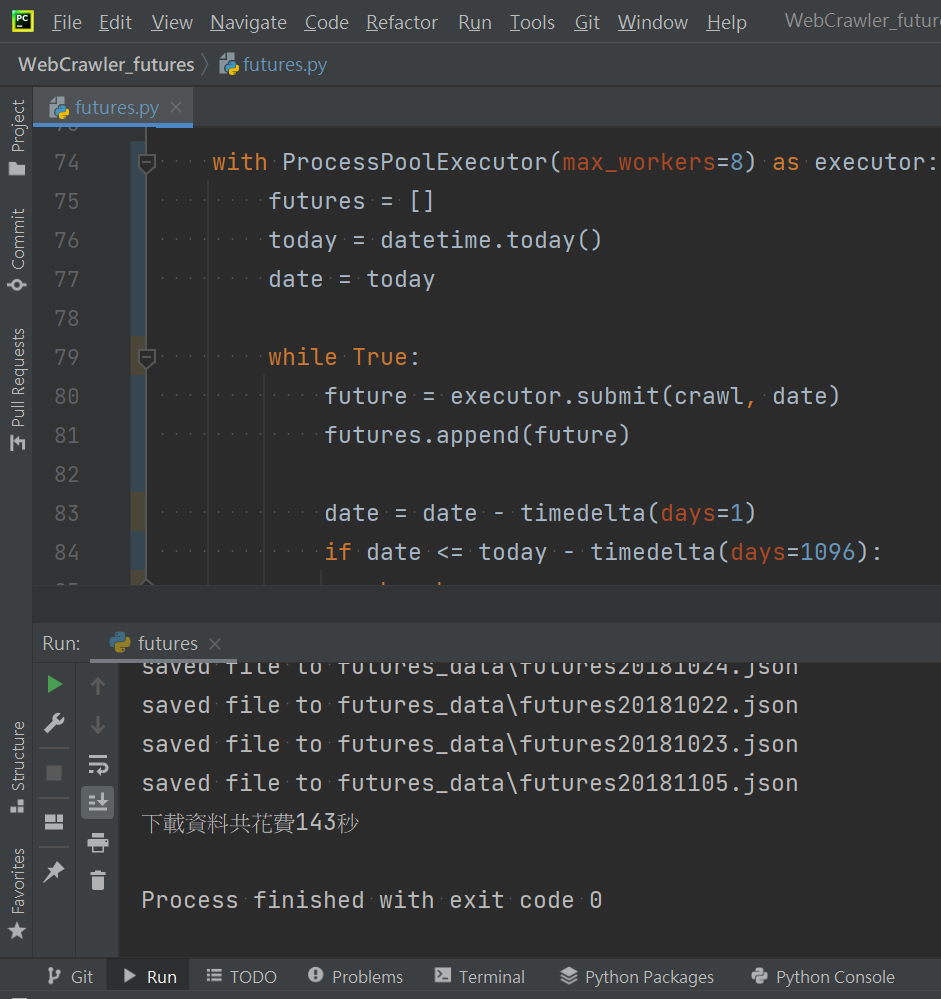 PC
File Edit View Navigate Code Refactor Run Tools Git Window Help
WebCrawler_futures futures.py
futures.py
Project
Commit
Pull Requests
74 with ProcessPoolExecutor(max_workers=8) as executor:
75 futures = []
76 today = datetime.today()
77 date = today
78
79 while True:
80 future = executor.submit(crawl, date)
81 futures.append(future)
82
83 date = date - timedelta(days=1)
84 if date <= today - timedelta(days=1096):
Run: futures
saved file to futures_data\futures20181024.json
saved file to futures_data\futures20181022.json
saved file to futures_data\futures20181023.json
saved file to futures_data\futures20181105.json
下載資料共花費143秒
Process finished with exit code 0
Structure
Favorites
Git Run TODO Problems Terminal Python Packages Python Console